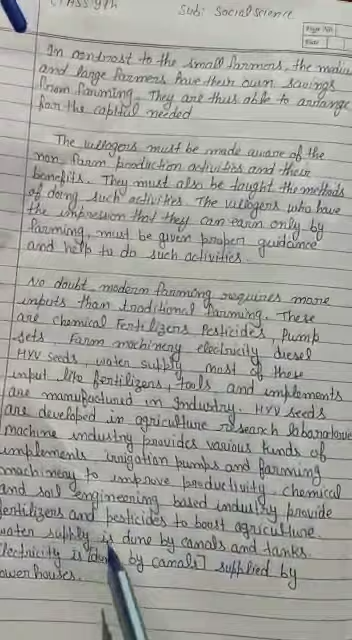 CLASS 9th
Sub: Social Science
Page No.
Date
In contrast to the small farmers, the medium
and large farmers have their own savings
from farming. They are thus able to arrange
for the capital needed
The villagers must be made aware of the
non farm production activities and their
benefits. They must also be taught the methods
of doing such activities. The villagers who have
the impression that they can earn only by
farming, must be given proper guidance
and help to do such activities.
No doubt, modern farming requires more
inputs than traditional farming. These
are chemical Fertilizers Pesticides, Pump
sets, Farm machinery electricity diesel
HYV seeds, water supply, most of these
input like fertilizers, tools and implements
are manufactured in Industry. HYV seeds
are developed in agriculture research labaratories
machine industry provides various kinds of
implements irrigation pumps and farming
machinery to improve productivity. chemical
and soil engineering based industry provide
fertilizers and pesticides to boost agriculture.
water supply is done by canals and tanks.
Electricity is by canals] supplied by
power houses.